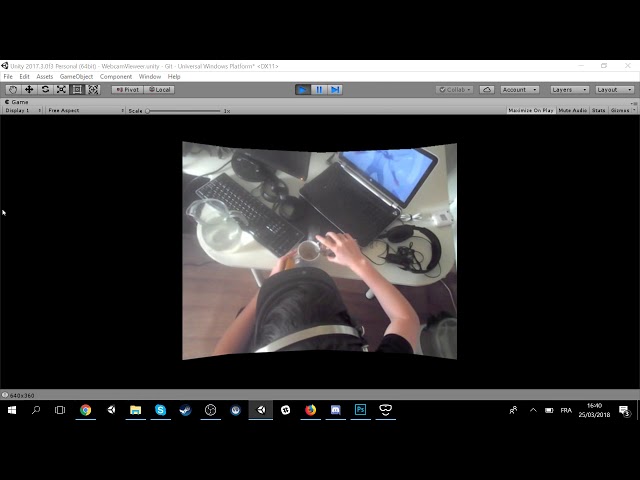 Unity 2017.3.0f3 Personal (64bit) - WebcamVieweer.unity - Git - Universal Windows Platform* <DX11>
File Edit Assets GameObject Component Window Help
Pivot Local Collab Account Layers Layout
Game
Display 1 Free Aspect Scale 1x Maximize On Play Mute Audio Stats Gizmos
640x360
FRA 16:40
25/03/2018
3